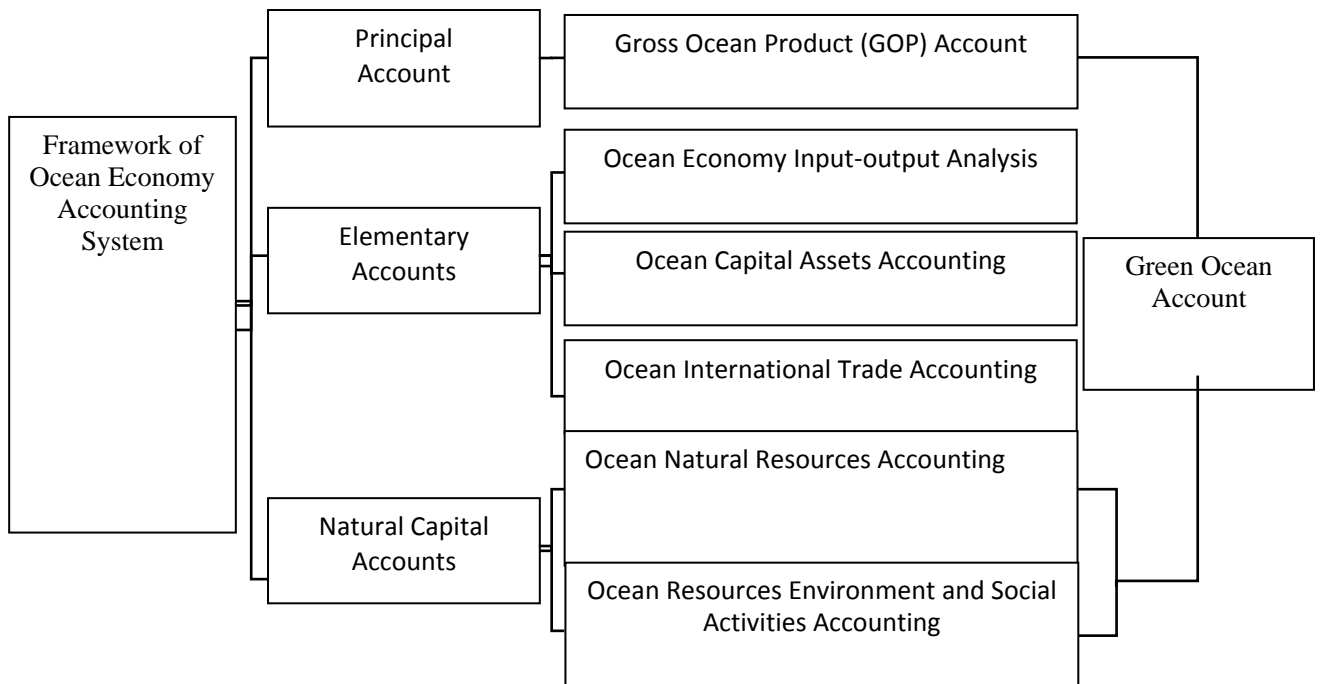 Framework of
Ocean Economy
Accounting
System
Principal
Account
Elementary
Accounts
Natural Capital
Accounts
Gross Ocean Product (GOP) Account
Ocean Economy Input-output Analysis
Ocean Capital Assets Accounting
Ocean International Trade Accounting
Ocean Natural Resources Accounting
Ocean Resources Environment and Social
Activities Accounting
Green Ocean
Account